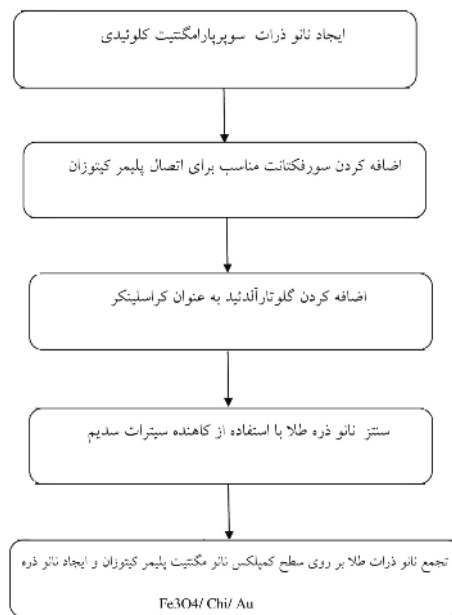 ایجاد نانو ذرات سوپرپارامگنتیت کلوئیدی
اضافه کردن سورفکتانت مناسب برای اتصال پلیمر کیتوزان
اضافه کردن گلوتارآلدئید به عنوان کراسلینکر
سنتز نانو ذره طلا با استفاده از کاهنده سیترات سدیم
تجمع نانو ذرات طلا بر روی سطح کمپلکس نانو مگنتیت پلیمر کیتوزان و ایجاد نانو ذره
Fe3O4/ Chi/ Au